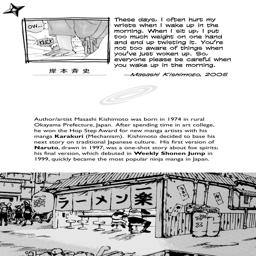 OW...
These days, I often hurt my
wrists when I wake up in the
morning. When I sit up, I put
too much weight on one hand
and end up twisting it. You're
not too aware of things when
you've just woken up. So,
everyone please be careful when
you wake up in the morning.
岸本斉史
—Masashi Kishimoto, 2005
Author/artist Masashi Kishimoto was born in 1974 in rural
Okayama Prefecture, Japan. After spending time in art college,
he won the Hop Step Award for new manga artists with his
manga Karakuri (Mechanism). Kishimoto decided to base his
next story on traditional Japanese culture. His first version of
Naruto, drawn in 1997, was a one-shot story about fox spirits;
his final version, which debuted in Weekly Shonen Jump in
1999, quickly became the most popular ninja manga in Japan.
ラーメン
楽